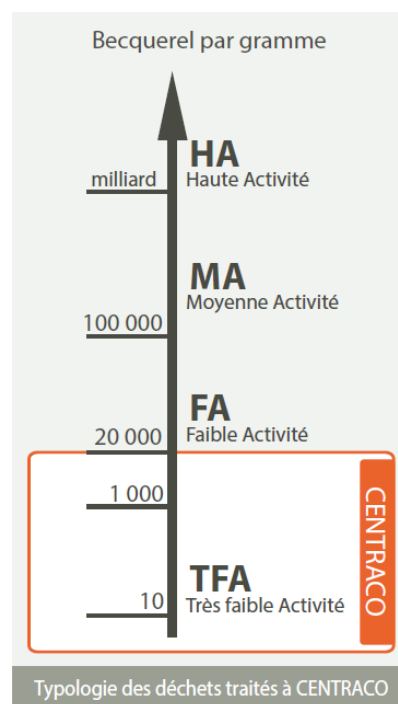 Becquerel par gramme
HA
milliard Haute Activité
MA
Moyenne Activité
100 000
FA
20 000 Faible Activité
1 000
CENTRACO
TFA
10 Très faible Activité
Typologie des déchets traités à CENTRACO